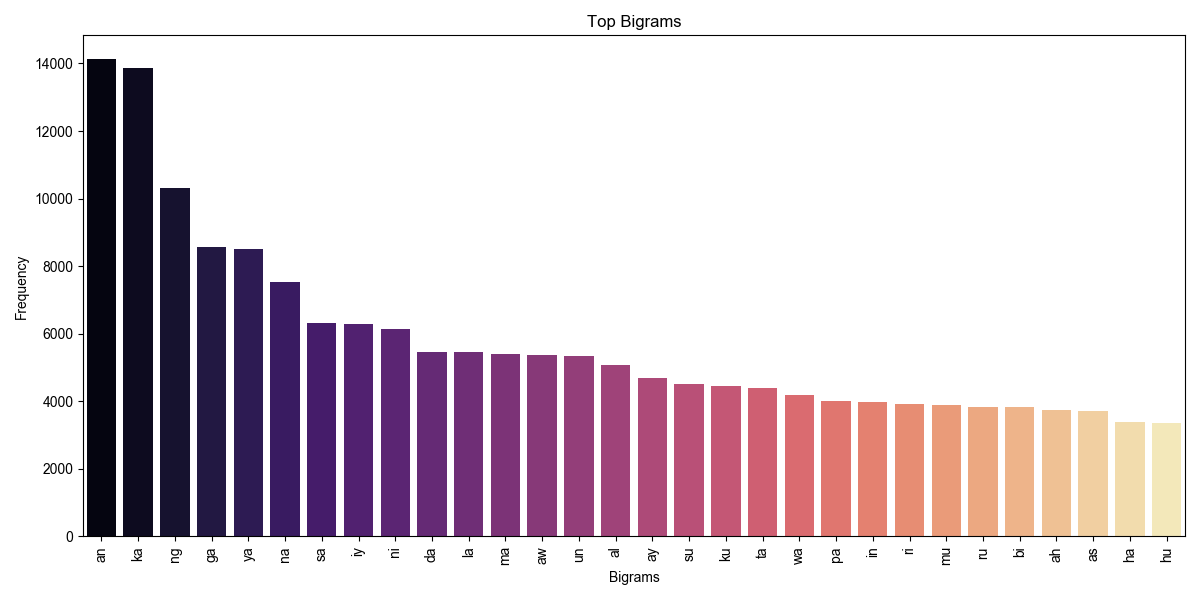 Top Bigrams
Frequency
14000
12000
10000
8000
6000
4000
2000
0
an ka ng ga ya na sa iy ni da la ma aw un al ay su ku ta wa pa in ri mu ru bi ah as ha hu
Bigrams